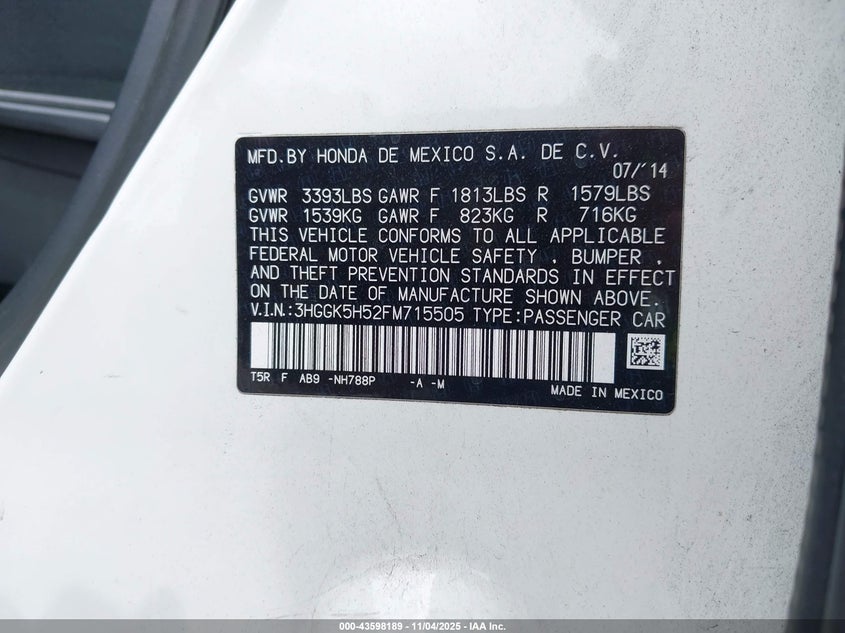 MFD.BY HONDA DE MEXICO S.A. DE C.V.
07/'14
GVWR 3393LBS GAWR F 1813LBS R 1579LBS
GVWR 1539KG GAWR F 823KG R 716KG
THIS VEHICLE CONFORMS TO ALL APPLICABLE
FEDERAL MOTOR VEHICLE SAFETY , BUMPER ,
AND THEFT PREVENTION STANDARDS IN EFFECT
ON THE DATE OF MANUFACTURE SHOWN ABOVE.
V.I.N.:3HGGK5H52FM715505 TYPE:PASSENGER CAR
T5R F AB9 -NH788P -A -M
MADE IN MEXICO
000-43598189 - 11/04/2025 - IAA Inc.